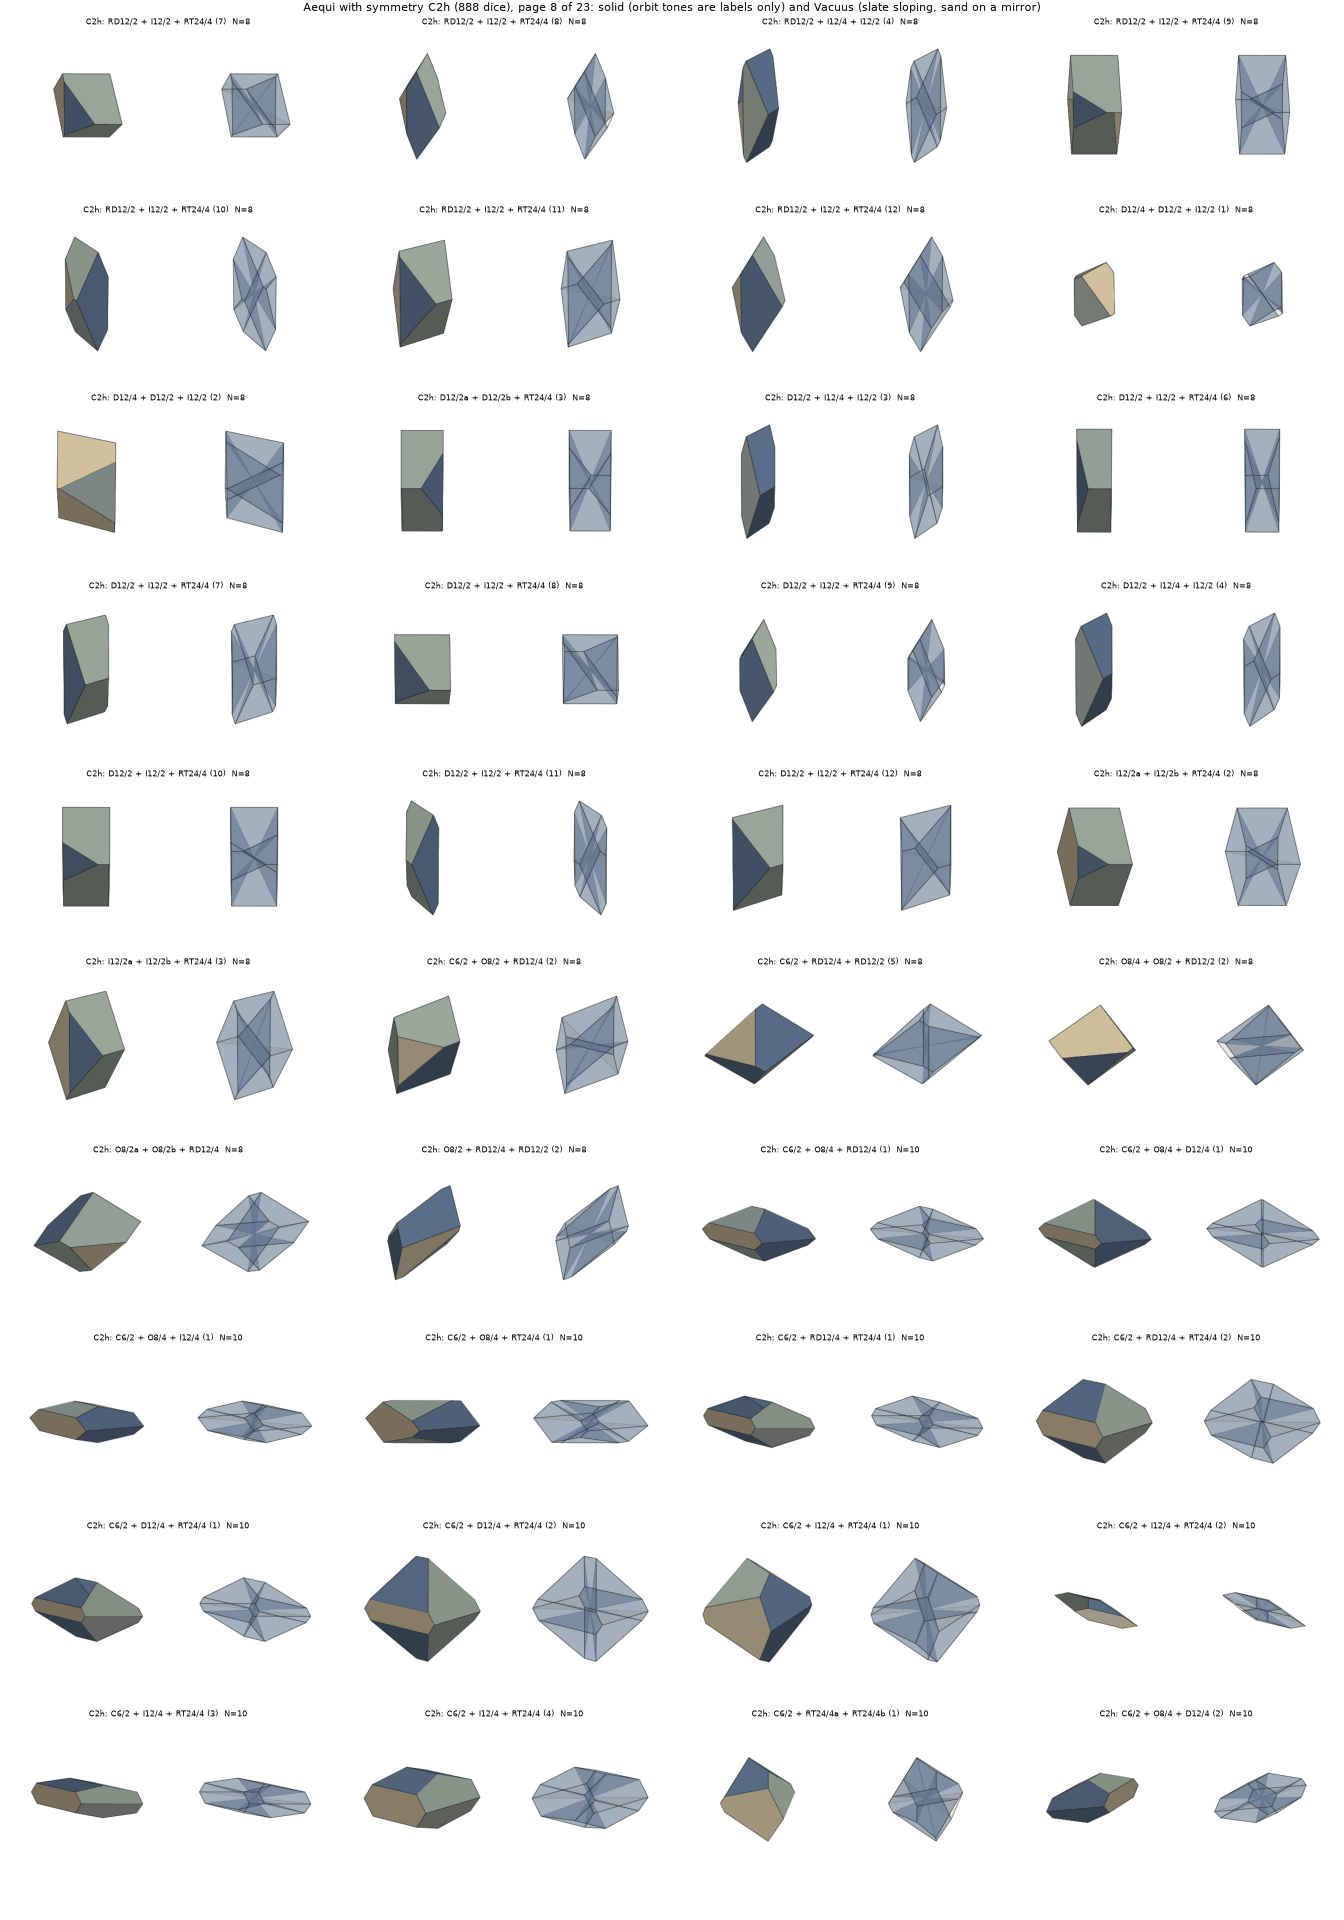 Aequi with symmetry C2h (888 dice), page 8 of 23: solid (orbit tones are labels only) and Vacuus (slate sloping, sand on a mirror)
C2h: RD12/2 + I12/2 + RT24/4 (7) N=8
C2h: RD12/2 + I12/2 + RT24/4 (8) N=8
C2h: RD12/2 + I12/4 + I12/2 (4) N=8
C2h: RD12/2 + I12/2 + RT24/4 (9) N=8
C2h: RD12/2 + I12/2 + RT24/4 (10) N=8
C2h: RD12/2 + I12/2 + RT24/4 (11) N=8
C2h: RD12/2 + I12/2 + RT24/4 (12) N=8
C2h: D12/4 + D12/2 + I12/2 (1) N=8
C2h: D12/4 + D12/2 + I12/2 (2) N=8
C2h: D12/2a + D12/2b + RT24/4 (3) N=8
C2h: D12/2 + I12/4 + I12/2 (3) N=8
C2h: D12/2 + I12/2 + RT24/4 (6) N=8
C2h: D12/2 + I12/2 + RT24/4 (7) N=8
C2h: D12/2 + I12/2 + RT24/4 (8) N=8
C2h: D12/2 + I12/2 + RT24/4 (9) N=8
C2h: D12/2 + I12/4 + I12/2 (4) N=8
C2h: D12/2 + I12/2 + RT24/4 (10) N=8
C2h: D12/2 + I12/2 + RT24/4 (11) N=8
C2h: D12/2 + I12/2 + RT24/4 (12) N=8
C2h: I12/2a + I12/2b + RT24/4 (2) N=8
C2h: I12/2a + I12/2b + RT24/4 (3) N=8
C2h: C6/2 + O8/2 + RD12/4 (2) N=8
C2h: C6/2 + RD12/4 + RD12/2 (5) N=8
C2h: O8/4 + O8/2 + RD12/2 (2) N=8
C2h: O8/2a + O8/2b + RD12/4 N=8
C2h: O8/2 + RD12/4 + RD12/2 (2) N=8
C2h: C6/2 + O8/4 + RD12/4 (1) N=10
C2h: C6/2 + O8/4 + D12/4 (1) N=10
C2h: C6/2 + O8/4 + I12/4 (1) N=10
C2h: C6/2 + O8/4 + RT24/4 (1) N=10
C2h: C6/2 + RD12/4 + RT24/4 (1) N=10
C2h: C6/2 + RD12/4 + RT24/4 (2) N=10
C2h: C6/2 + D12/4 + RT24/4 (1) N=10
C2h: C6/2 + D12/4 + RT24/4 (2) N=10
C2h: C6/2 + I12/4 + RT24/4 (1) N=10
C2h: C6/2 + I12/4 + RT24/4 (2) N=10
C2h: C6/2 + I12/4 + RT24/4 (3) N=10
C2h: C6/2 + I12/4 + RT24/4 (4) N=10
C2h: C6/2 + RT24/4a + RT24/4b (1) N=10
C2h: C6/2 + O8/4 + D12/4 (2) N=10